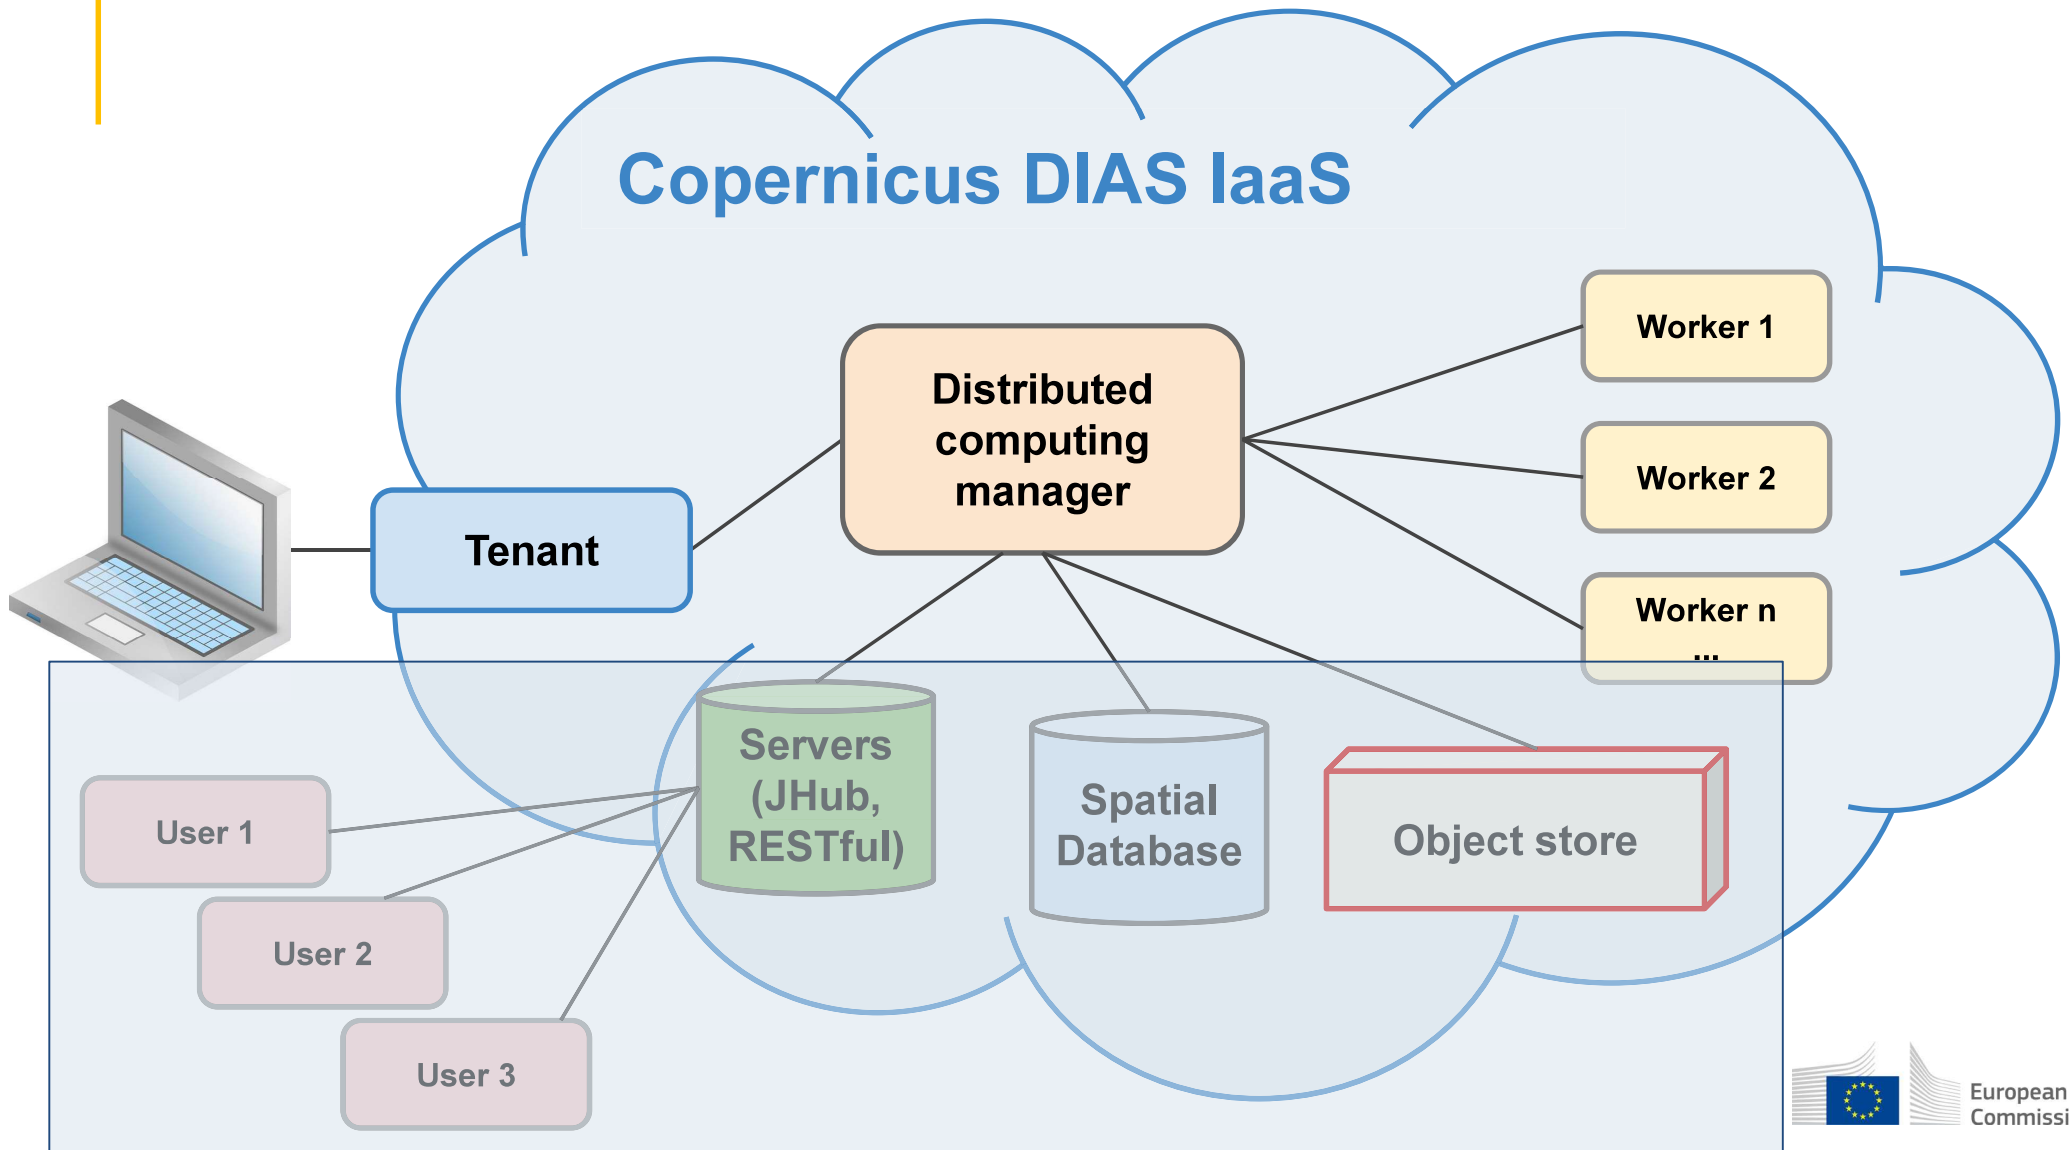 Copernicus DIAS IaaS
Distributed
computing
manager
Worker 1
Worker 2
Worker n
...
Tenant
Servers
(JHub,
RESTful)
Spatial
Database
Object store
User 1
User 2
User 3
European
Commissi